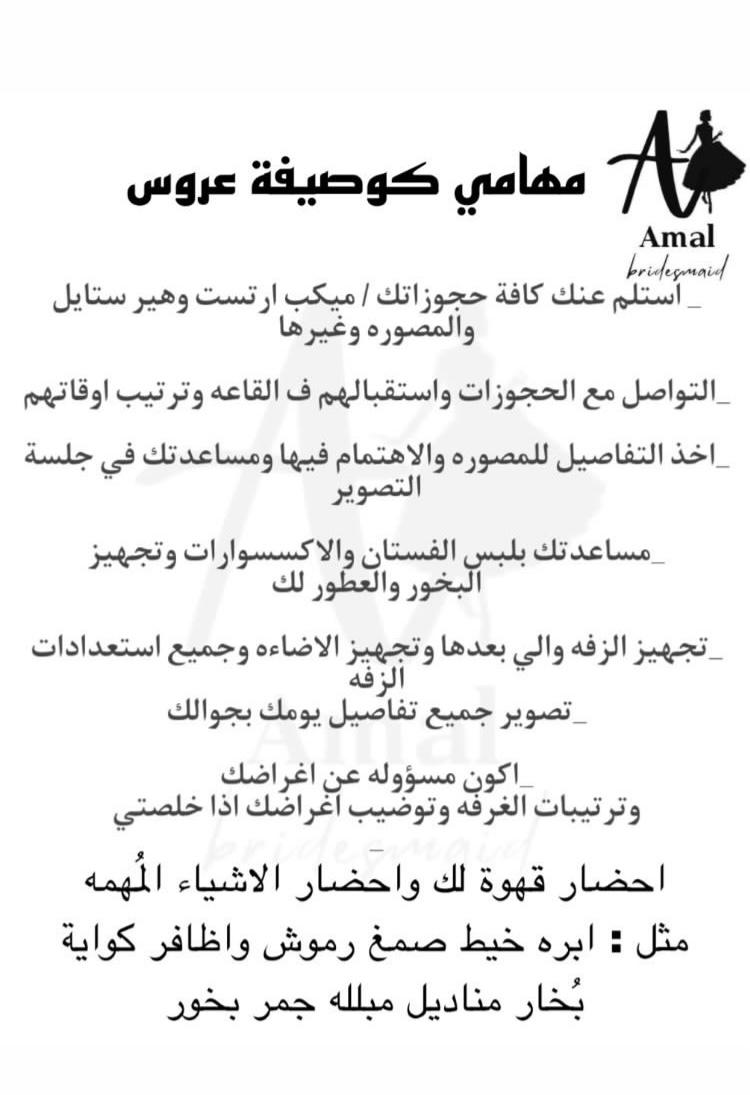 مهامي كوصيفة عروس
A
Amal
bridesmaid
_ استلم عنك كافة حجوزاتك / ميكب ارتست وهير ستايل
والمصوره وغيرها
_التواصل مع الحجوزات واستقبالهم ف القاعه وترتيب اوقاتهم
_اخذ التفاصيل للمصوره والاهتمام فيها ومساعدتك في جلسة
التصوير
_مساعدتك بلبس الفستان والاكسسوارات وتجهيز
البخور والعطور لك
_تجهيز الزفه والي بعدها وتجهيز الاضاءه وجميع استعدادات
الزفه
_تصوير جميع تفاصيل يومك بجوالك
_اكون مسؤوله عن اغراضك
وترتيبات الغرفه وتوضيب اغراضك اذا خلصتي
_
احضار قهوة لك واحضار الاشياء المُهمه
مثل : ابره خيط صمغ رموش واظافر كواية
بُخار مناديل مبلله جمر بخور
A
Amal
bridesmaid